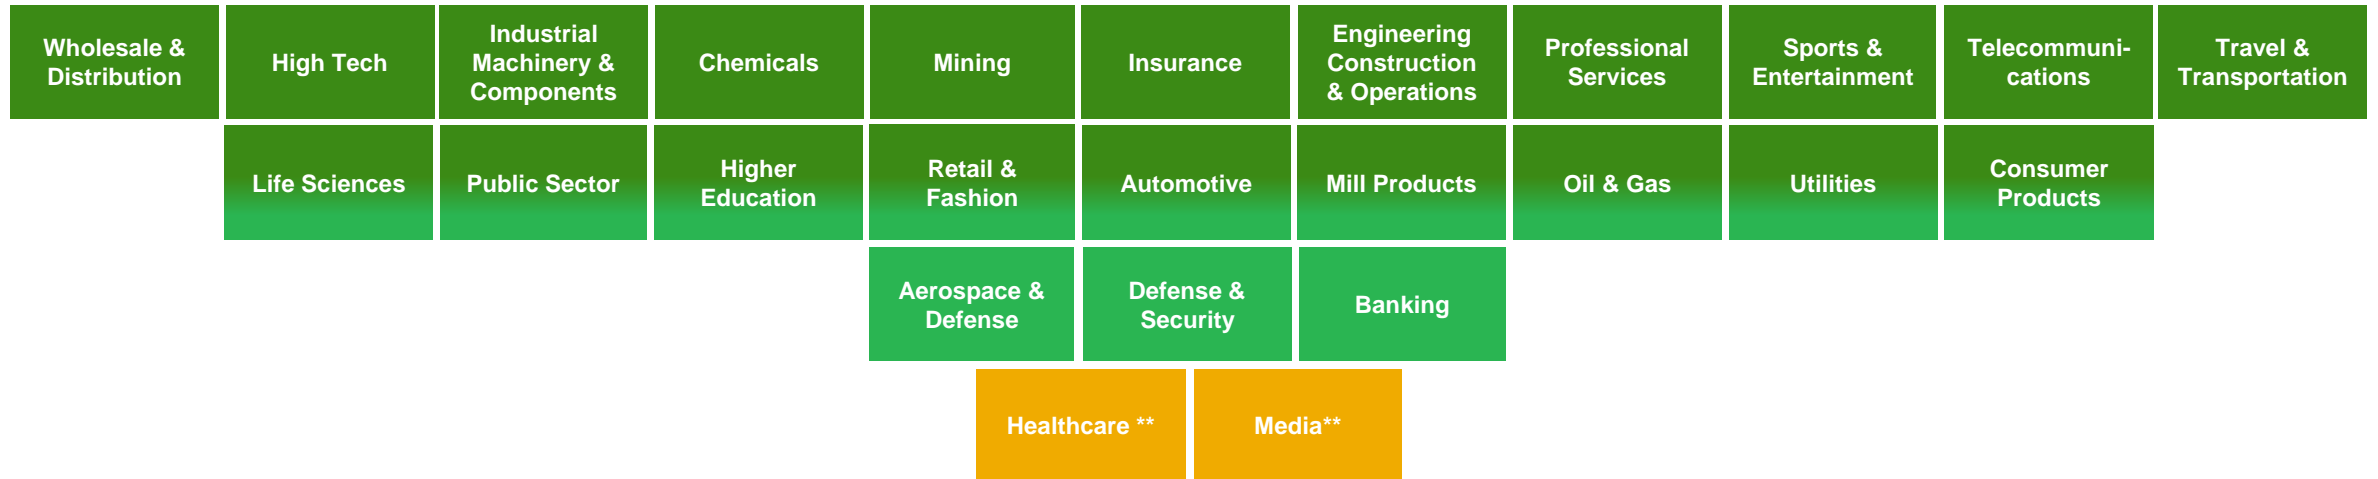 Wholesale &
Distribution
High Tech
Industrial
Machinery &
Components
Chemicals
Mining
Insurance
Engineering
Construction
& Operations
Professional
Services
Sports &
Entertainment
Telecommuni-
cations
Travel &
Transportation
Life Sciences
Public Sector
Higher
Education
Retail &
Fashion
Automotive
Mill Products
Oil & Gas
Utilities
Consumer
Products
Aerospace &
Defense
Defense &
Security
Banking
Healthcare **
Media**